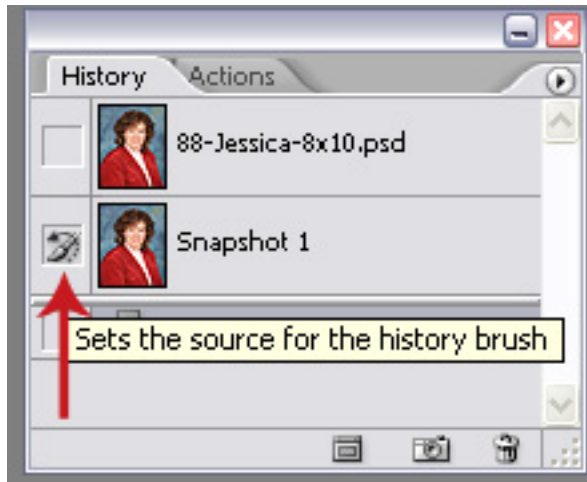 History Actions
88-Jessica-8x10.psd
Snapshot 1
Sets the source for the history brush